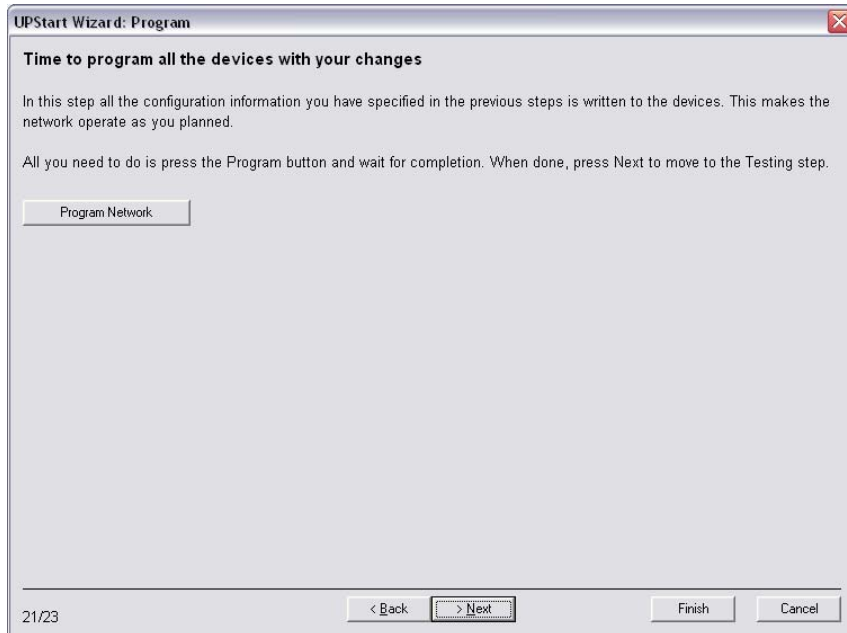 UPStart Wizard: Program
Time to program all the devices with your changes
In this step all the configuration information you have specified in the previous steps is written to the devices. This makes the
network operate as you planned.
All you need to do is press the Program button and wait for completion. When done, press Next to move to the Testing step.
Program Network
21/23
< Back
> Next
Finish
Cancel